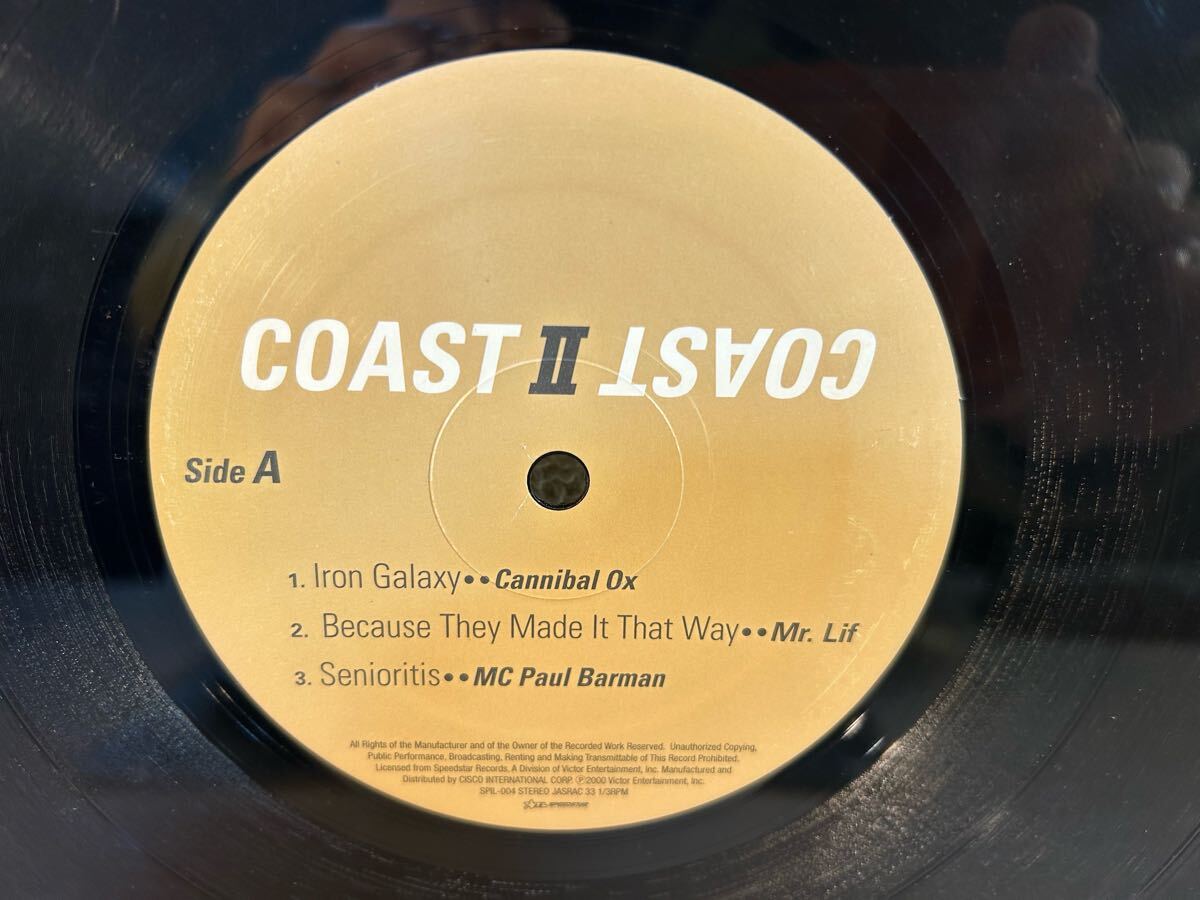 COAST II COAST
Side A
1. Iron Galaxy••Cannibal Ox
2. Because They Made It That Way••Mr. Lif
3. Senioritis••MC Paul Barman
All Rights of the Manufacturer and of the Owner of the Recorded Work Reserved. Unauthorized Copying,
Public Performance, Broadcasting, Renting and Making Transmittable of This Record Prohibited.
Licensed from Speedstar Records, A Division of Victor Entertainment, Inc. Manufactured and
Distributed by CISCO INTERNATIONAL CORP. ℗2000 Victor Entertainment, Inc.
SPIL-004 STEREO JASRAC 33 1/3RPM